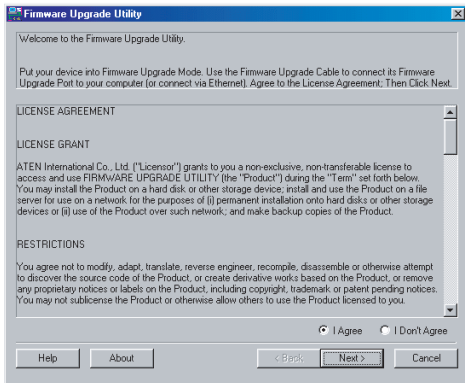 Firmware Upgrade Utility
Welcome to the Firmware Upgrade Utility.
Put your device into Firmware Upgrade Mode. Use the Firmware Upgrade Cable to connect its Firmware
Upgrade Port to your computer (or connect via Ethernet). Agree to the License Agreement; Then Click Next.
LICENSE AGREEMENT
LICENSE GRANT
ATEN International Co., Ltd. ("Licensor") grants to you a non-exclusive, non-transferable license to
access and use FIRMWARE UPGRADE UTILITY (the "Product") during the "Term" set forth below.
You may install the Product on a hard disk or other storage device; install and use the Product on a file
server for use on a network for the purposes of (i) permanent installation onto hard disks or other storage
devices or (ii) use of the Product over such network; and make backup copies of the Product.
RESTRICTIONS
You agree not to modify, adapt, translate, reverse engineer, recompile, disassemble or otherwise attempt
to discover the source code of the Product, or create derivative works based on the Product, or remove
any proprietary notices or labels on the Product, including copyright, trademark or patent pending notices.
You may not sublicense the Product or otherwise allow others to use the Product licensed to you.
I Agree I Don't Agree
Help About < Back Next > Cancel